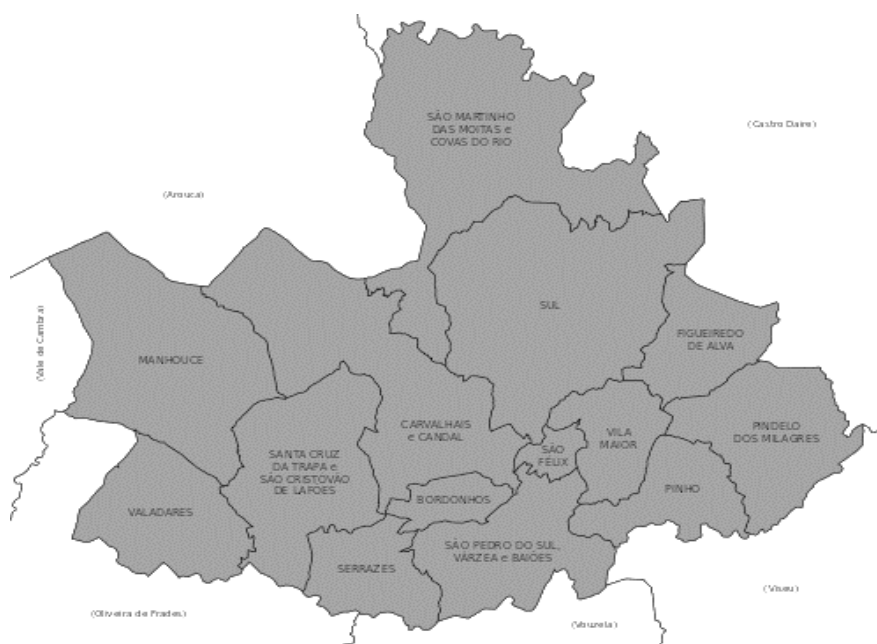 SÃO MARTINHO
DAS MOITAS e
COVAS DO RIO
(Castro Daire)
(Arouca)
SUL
(Vale de Cambra)
FIGUEIREDO
DE ALVA
MANHOUCE
CARVALHAIS
e CANDAL
VILA
MAIOR
PINDELO
DOS MILAGRES
SÃO
FÉLIX
SANTA CRUZ
DA TRAPA e
SÃO CRISTOVÃO
DE LAFÕES
PINHO
BORDONHOS
VALADARES
SÃO PEDRO DO SUL,
VÁRZEA e BAIÕES
SERRAZES
(Viseu)
(Oliveira de Frades)
(Vouzela)